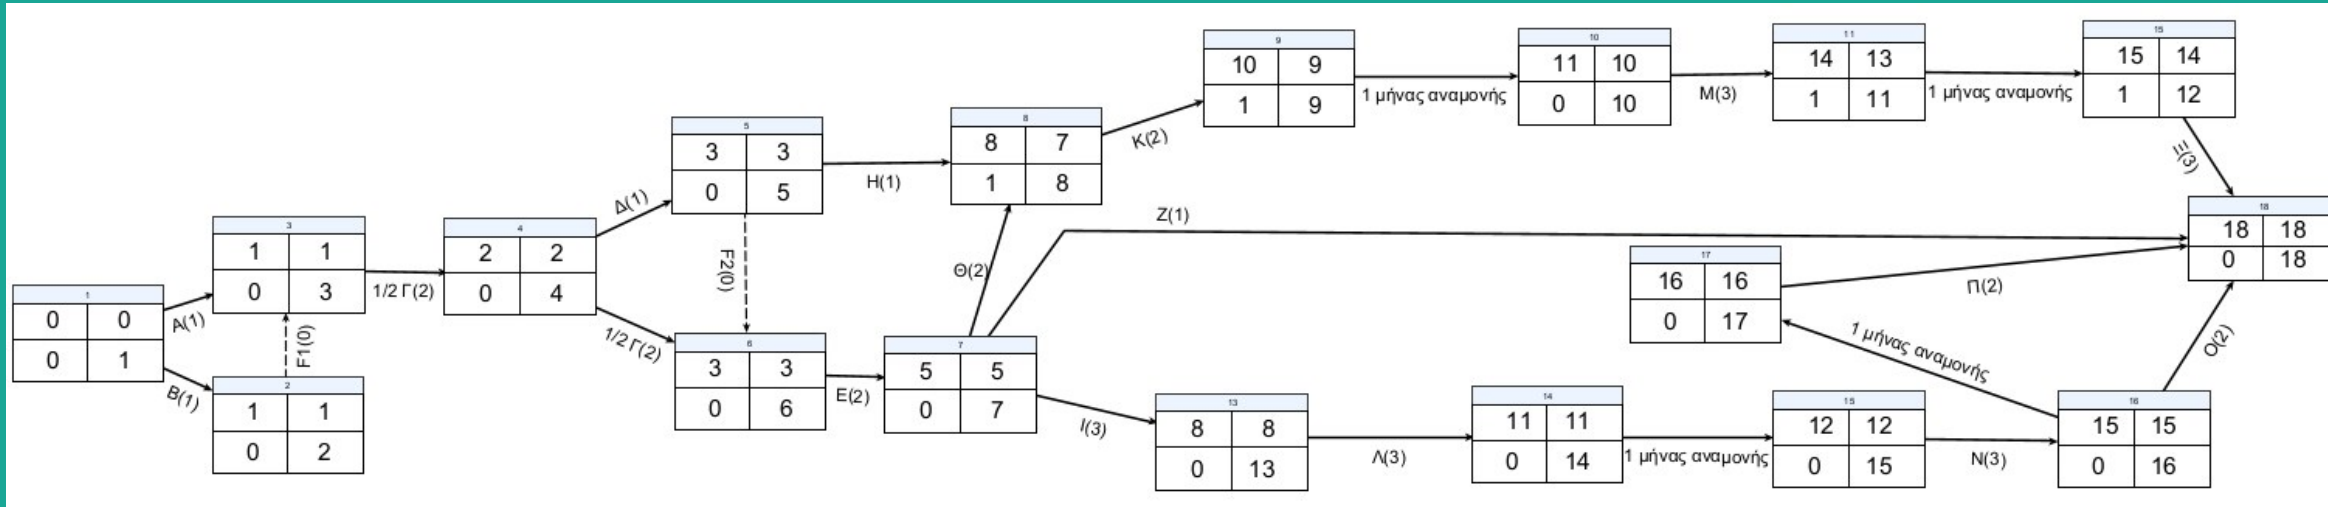 1
0 0
0 1
A(1)
B(1)
3
1 1
0 3
F1(0)
2
1 1
0 2
1/2 Γ(2)
4
2 2
0 4
Δ(1)
1/2 Γ(2)
5
3 3
0 5
F2(0)
6
3 3
0 6
H(1)
E(2)
8
8 7
1 8
Θ(2)
7
5 5
0 7
K(2)
Z(1)
I(3)
9
10 9
1 9
1 μήνας αναμονής
10
11 10
0 10
M(3)
11
14 13
1 11
1 μήνας αναμονής
15
15 14
1 12
Ξ(3)
18
18 18
0 18
17
16 16
0 17
Π(2)
1 μήνας αναμονής
O(2)
13
8 8
0 13
Λ(3)
14
11 11
0 14
1 μήνας αναμονής
15
12 12
0 15
N(3)
16
15 15
0 16